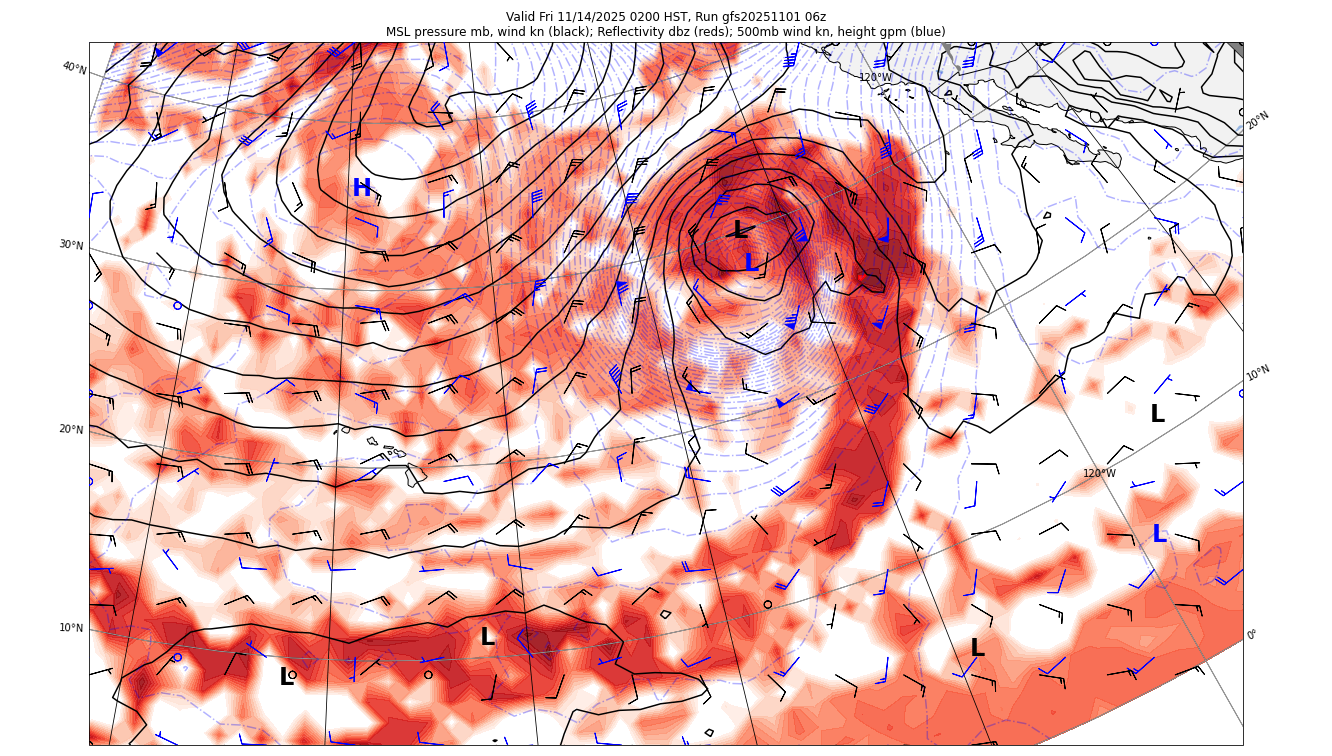 Valid Fri 11/14/2025 0200 HST, Run gfs20251101 06z
MSL pressure mb, wind kn (black); Reflectivity dbz (reds); 500mb wind kn, height gpm (blue)
40°N
120°W
20°N
H
L
30°N
L
10°N
L
20°N
120°W
L
10°N
L
0°
L
L